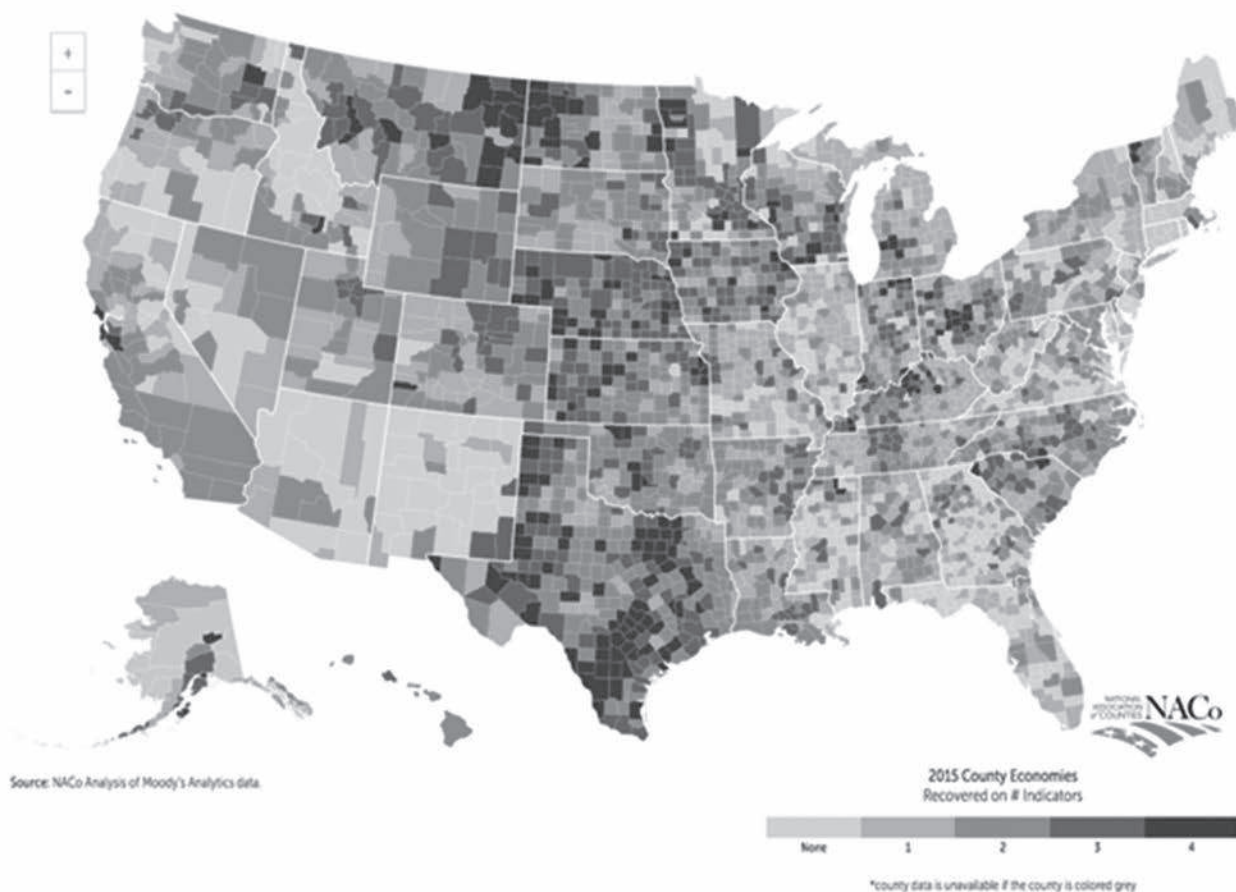 +
-
NATIONAL
ASSOCIATION
of COUNTIES
NACo
Source: NACo Analysis of Moody's Analytics data.
2015 County Economies
Recovered on # Indicators
None 1 2 3 4
*county data is unavailable if the county is colored grey